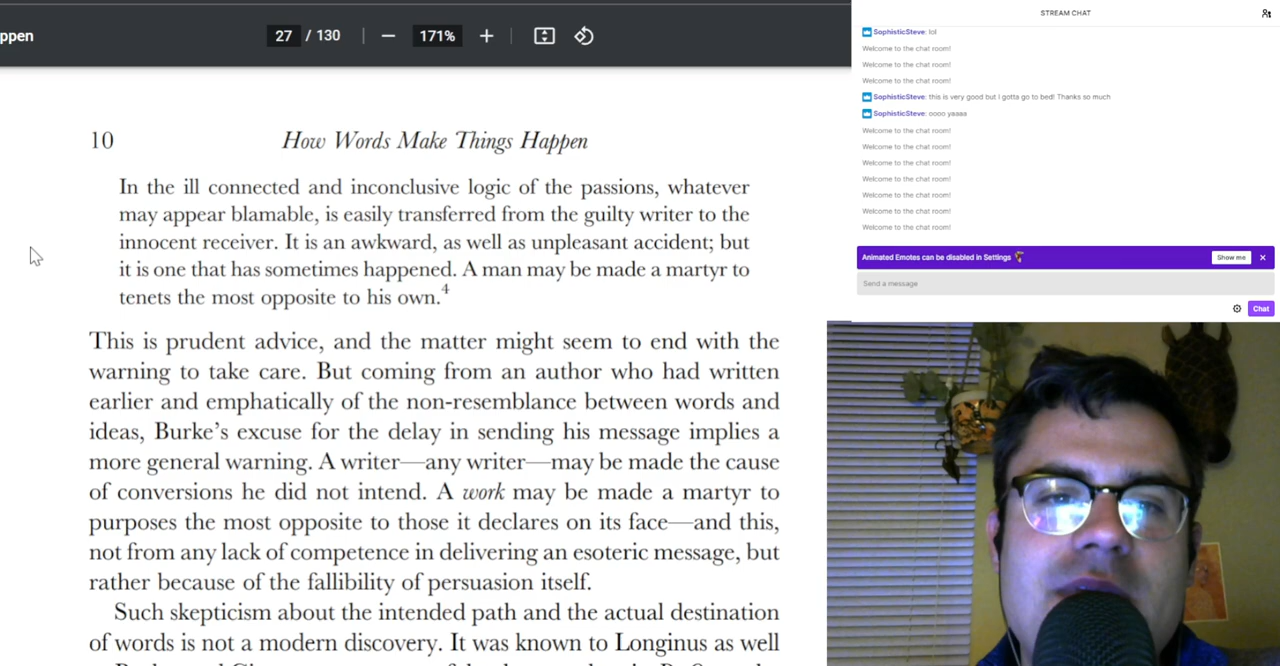 ppen
27 / 130
171%
10 How Words Make Things Happen
In the ill connected and inconclusive logic of the passions, whatever
may appear blamable, is easily transferred from the guilty writer to the
innocent receiver. It is an awkward, as well as unpleasant accident; but
it is one that has sometimes happened. A man may be made a martyr to
tenets the most opposite to his own.4
This is prudent advice, and the matter might seem to end with the
warning to take care. But coming from an author who had written
earlier and emphatically of the non-resemblance between words and
ideas, Burke's excuse for the delay in sending his message implies a
more general warning. A writer—any writer—may be made the cause
of conversions he did not intend. A work may be made a martyr to
purposes the most opposite to those it declares on its face—and this,
not from any lack of competence in delivering an esoteric message, but
rather because of the fallibility of persuasion itself.
Such skepticism about the intended path and the actual destination
of words is not a modern discovery. It was known to Longinus as well
STREAM CHAT
SophisticSteve: lol
Welcome to the chat room!
Welcome to the chat room!
Welcome to the chat room!
SophisticSteve: this is very good but I gotta go to bed! Thanks so much
SophisticSteve: oooo yaaaa
Welcome to the chat room!
Welcome to the chat room!
Welcome to the chat room!
Welcome to the chat room!
Welcome to the chat room!
Welcome to the chat room!
Welcome to the chat room!
Animated Emotes can be disabled in Settings
Show me
Send a message
Chat